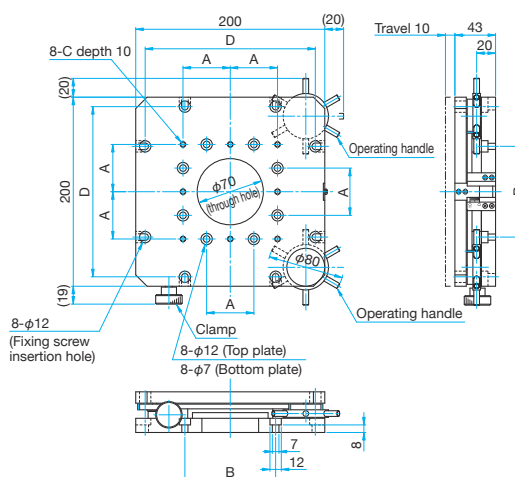 200
(20)
Travel 10
43
20
D
8-C depth 10
A
A
(20)
Operating handle
200
D
A
A
φ70
(through hole)
A
φ80
(19)
Clamp
A
Operating handle
8-φ12
(Fixing screw
insertion hole)
8-φ12 (Top plate)
8-φ7 (Bottom plate)
7
12
8
B